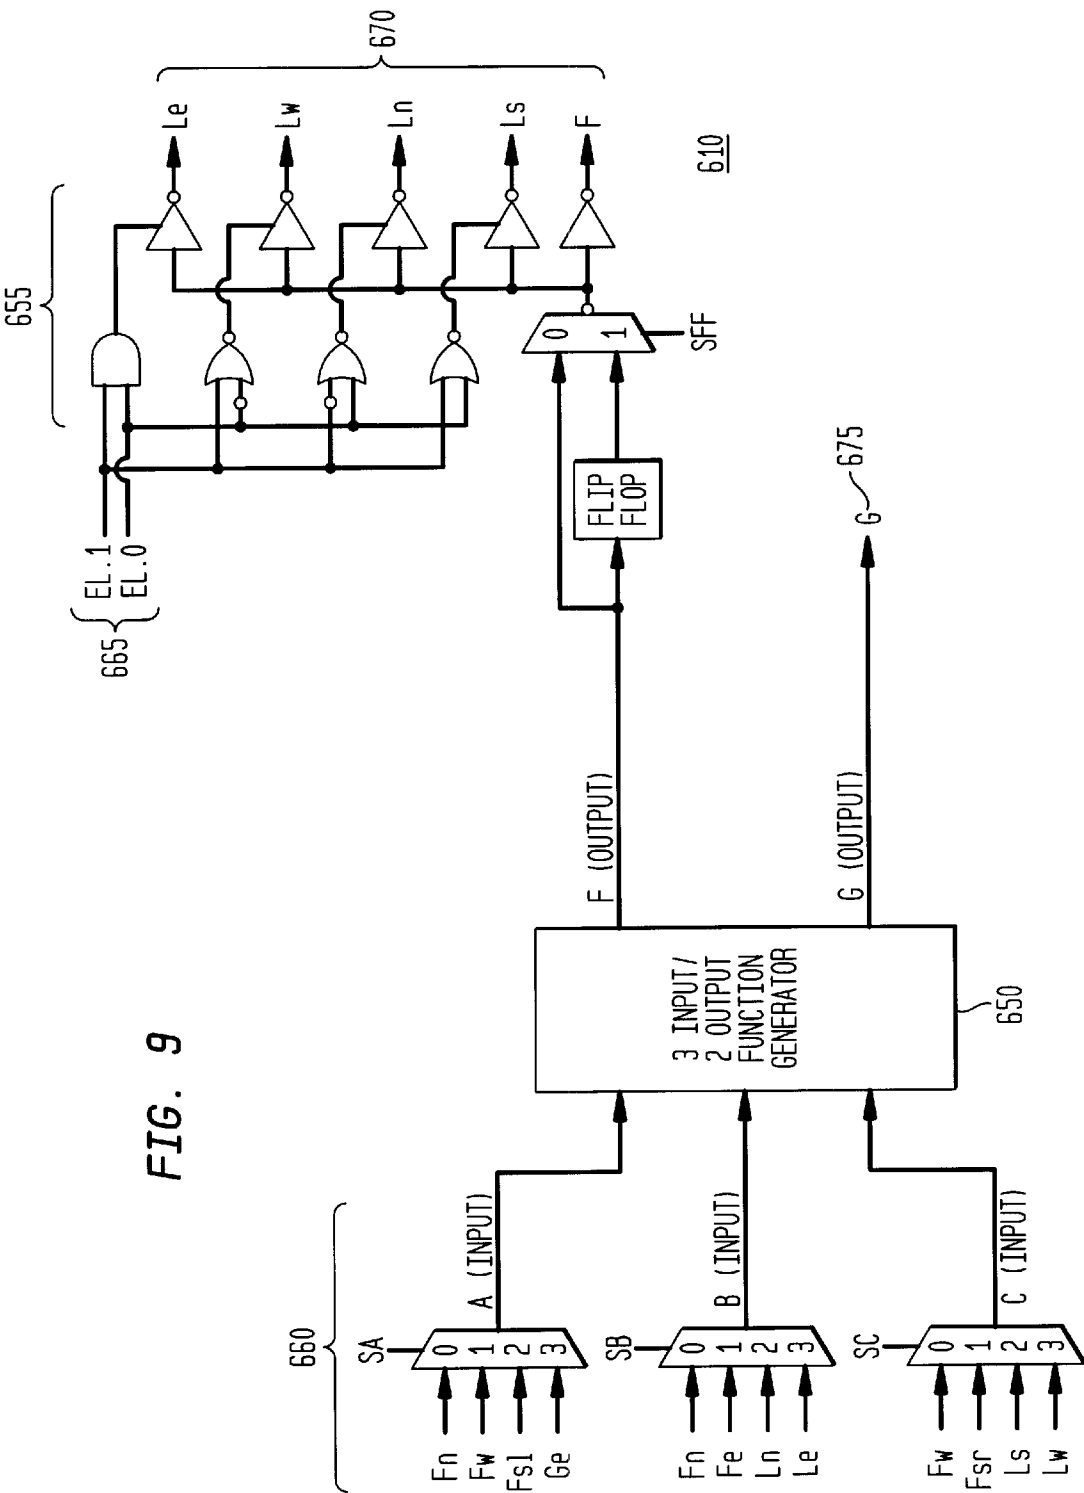 FIG. 9
660
SA
Fn
Fw
Fsl
Ge
0
1
2
3
A (INPUT)
SB
Fn
Fe
Ln
Le
0
1
2
3
B (INPUT)
SC
Fw
Fsr
Ls
Lw
0
1
2
3
C (INPUT)
3 INPUT/
2 OUTPUT
FUNCTION
GENERATOR
650
F (OUTPUT)
G (OUTPUT)
G
675
FLIP
FLOP
0
1
SFF
665
EL.1
EL.0
655
Le
Lw
Ln
Ls
F
670
610